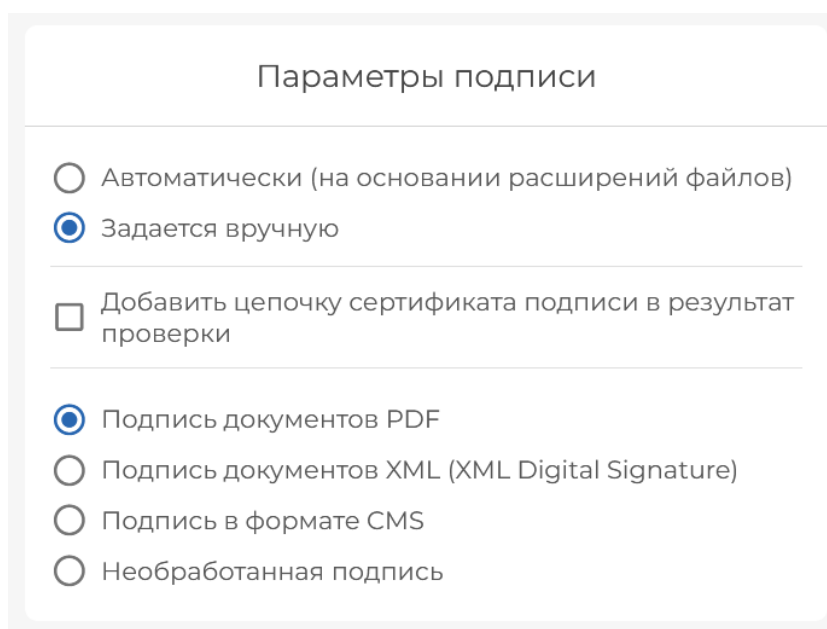 Параметры подписи
Автоматически (на основании расширений файлов)
Задается вручную
Добавить цепочку сертификата подписи в результат
проверки
Подпись документов PDF
Подпись документов XML (XML Digital Signature)
Подпись в формате CMS
Необработанная подпись